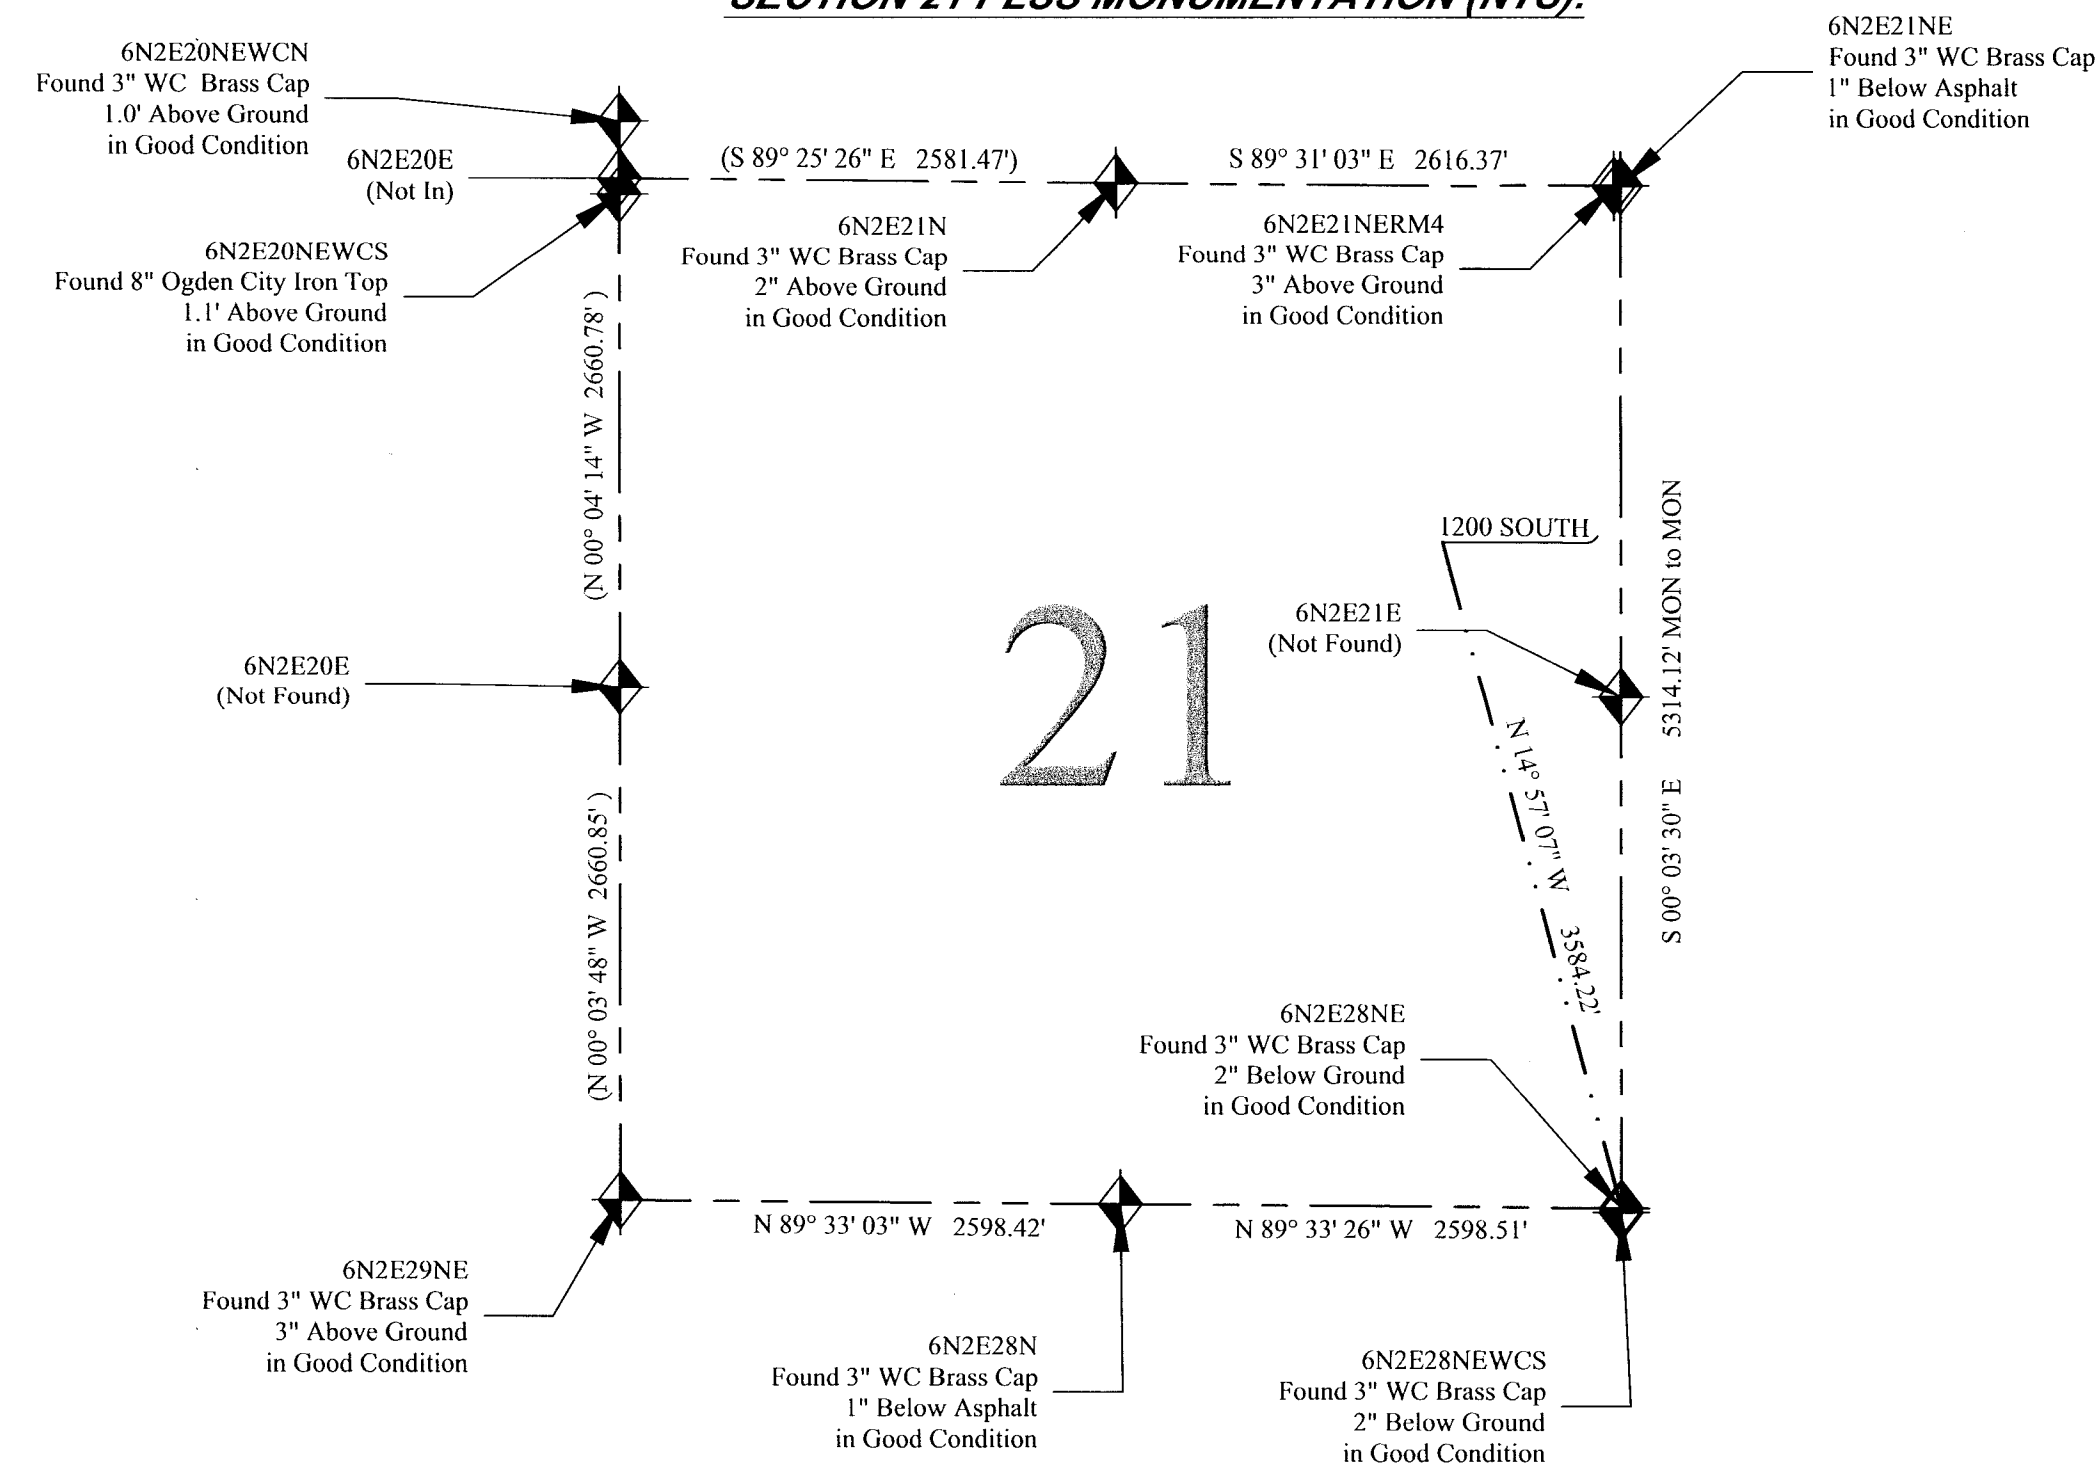 SECTION 21 PLSS MONUMENTATION (NTS):
6N2E20NEWCN
Found 3" WC Brass Cap
1.0' Above Ground
in Good Condition
6N2E21NE
Found 3" WC Brass Cap
1" Below Asphalt
in Good Condition
6N2E20E
(Not In)
(S 89° 25' 26" E 2581.47')
S 89° 31' 03" E 2616.37'
6N2E20NEWCS
Found 8" Ogden City Iron Top
1.1' Above Ground
in Good Condition
6N2E21N
Found 3" WC Brass Cap
2" Above Ground
in Good Condition
6N2E21NERM4
Found 3" WC Brass Cap
3" Above Ground
in Good Condition
(N 00° 04' 14" W 2660.78')
1200 SOUTH
6N2E21E
(Not Found)
S 00° 03' 30" E 5314.12' MON to MON
21
6N2E20E
(Not Found)
N 14° 57' 07" W 3584.22'
(N 00° 03' 48" W 2660.85')
6N2E28NE
Found 3" WC Brass Cap
2" Below Ground
in Good Condition
N 89° 33' 03" W 2598.42'
N 89° 33' 26" W 2598.51'
6N2E29NE
Found 3" WC Brass Cap
3" Above Ground
in Good Condition
6N2E28N
Found 3" WC Brass Cap
1" Below Asphalt
in Good Condition
6N2E28NEWCS
Found 3" WC Brass Cap
2" Below Ground
in Good Condition